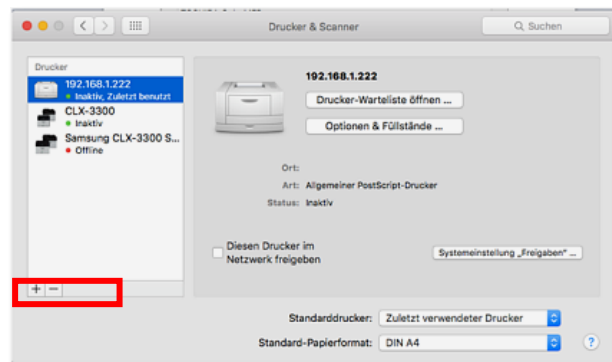 Drucker & Scanner
Suchen
Drucker
192.168.1.222
Inaktiv, Zuletzt benutzt
CLX-3300
Inaktiv
Samsung CLX-3300 S...
Offline
192.168.1.222
Drucker-Warteliste öffnen ...
Optionen & Füllstände ...
Ort:
Art: Allgemeiner PostScript-Drucker
Status: Inaktiv
Diesen Drucker im
Netzwerk freigeben
Systemeinstellung „Freigaben“ ...
+ −
Standarddrucker: Zuletzt verwendeter Drucker
Standard-Papierformat: DIN A4
?